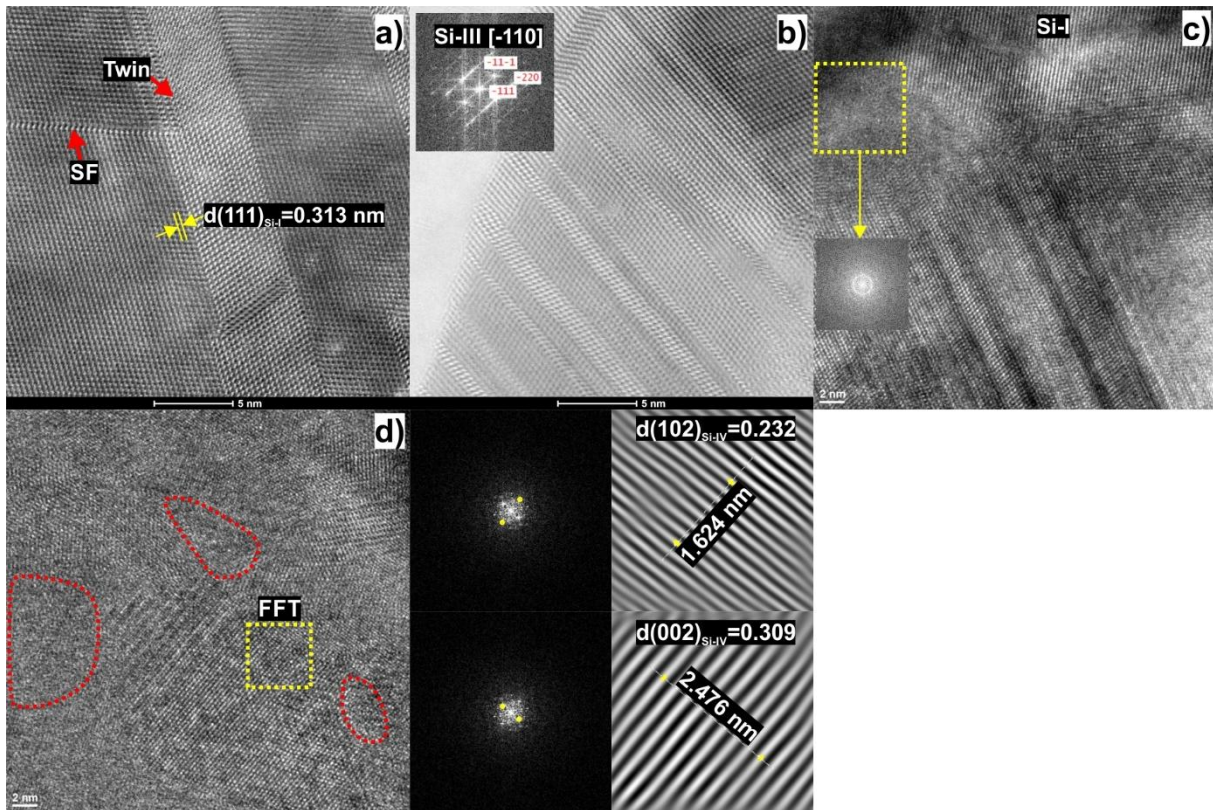 a)
Twin
SF
d(111)Si-I=0.313 nm
5 nm
Si-III [-110]
b)
-11-1
-220
-111
5 nm
Si-I
c)
2 nm
d)
FFT
2 nm
d(102)Si-IV=0.232
1.624 nm
d(002)Si-IV=0.309
2.476 nm